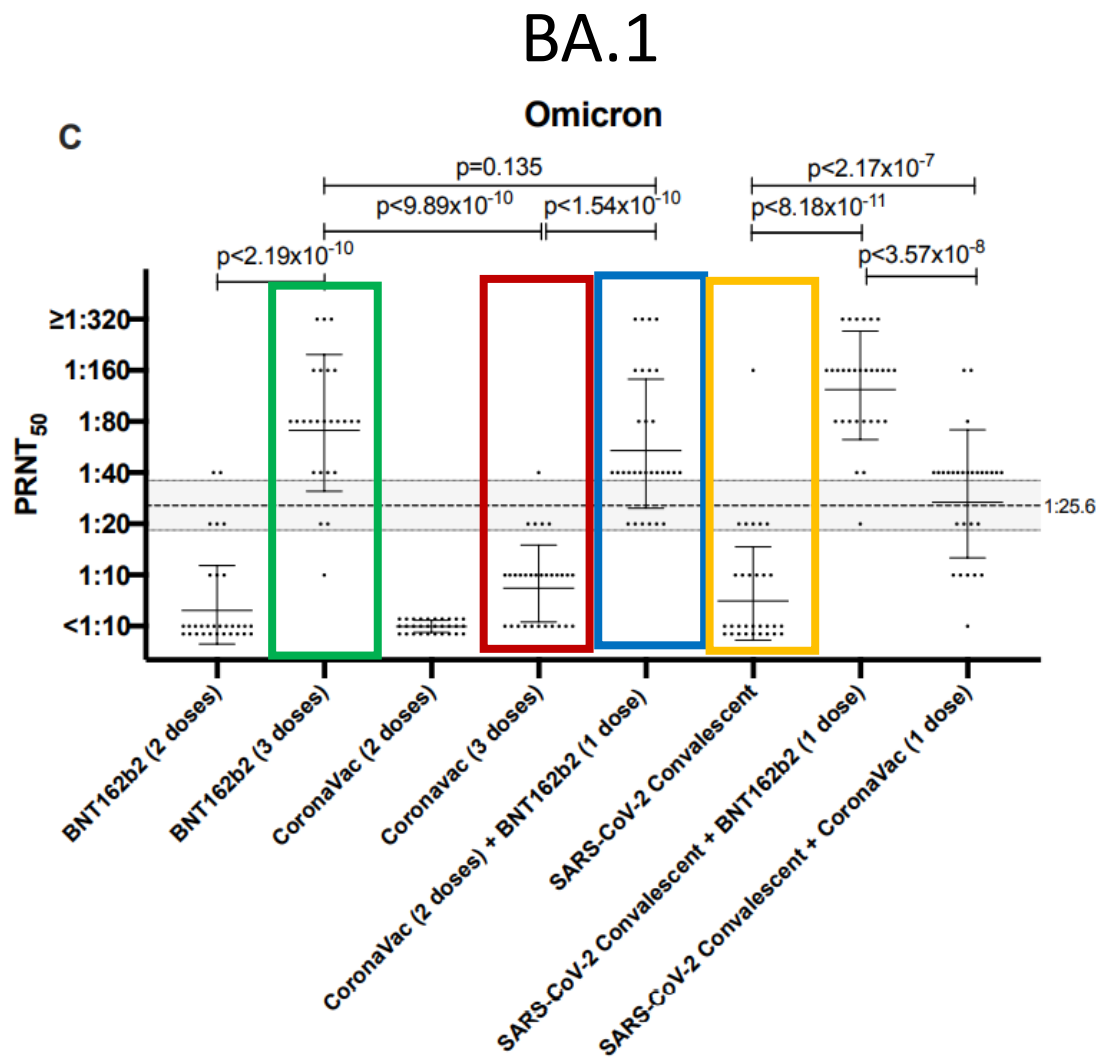 BA.1
Omicron
C
p=0.135
p<2.17x10⁻⁷
p<9.89x10⁻¹⁰
p<1.54x10⁻¹⁰
p<8.18x10⁻¹¹
p<2.19x10⁻¹⁰
p<3.57x10⁻⁸
PRNT₅₀
≥1:320
1:160
1:80
1:40
1:20
1:10
<1:10
1:25.6
BNT162b2 (2 doses)
BNT162b2 (3 doses)
CoronaVac (2 doses)
Coronavac (3 doses)
CoronaVac (2 doses) + BNT162b2 (1 dose)
SARS-CoV-2 Convalescent
SARS-CoV-2 Convalescent + BNT162b2 (1 dose)
SARS-CoV-2 Convalescent + CoronaVac (1 dose)